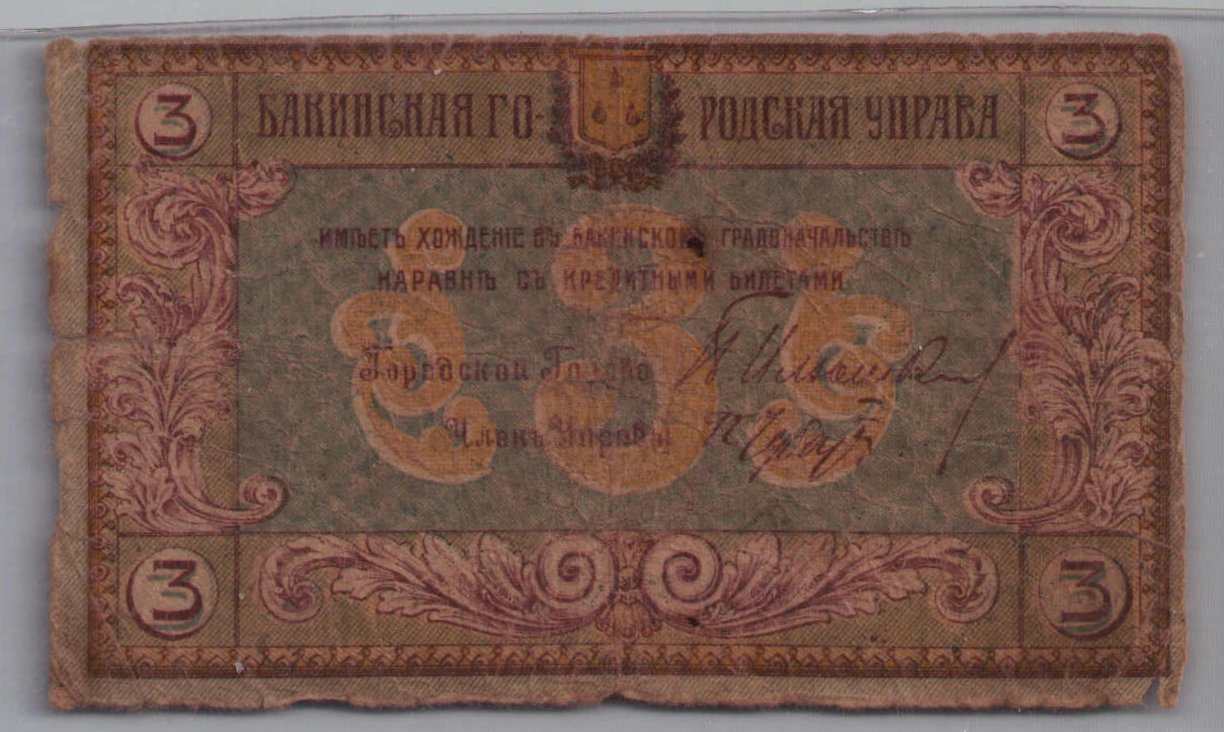 3 БАКИНСКАЯ ГО- РОДСКАЯ УПРАВА 3
ИМѢЕТЪ ХОЖДЕНІЕ ВЪ БАКИНСКОМЪ ГРАДОНАЧАЛЬСТВѢ
НАРАВНѢ СЪ КРЕДИТНЫМИ БИЛЕТАМИ
3
Городской Голова
Членъ Управы
3 3